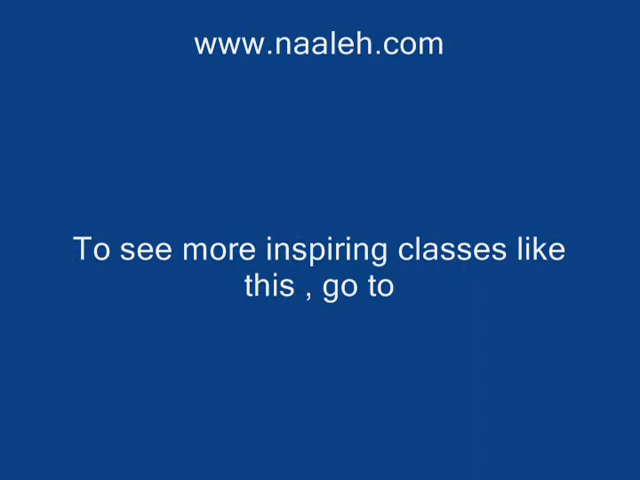 www.naaleh.com
To see more inspiring classes like
this , go to